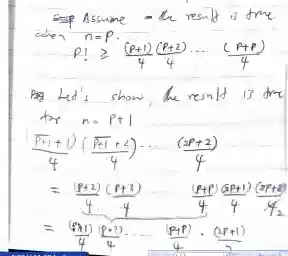 Assume the result is true
when n=P.
P! ≥ (P+1)/4 (P+2)/4 .... (P+P)/4
Let's show, the result is true
for n=P+1
(P+1+1)/4 (P+1+2)/4 ... (2P+2)/4
= (P+2)/4 (P+3)/4 (P+P)/4 (2P+1)/4 (2P+2)/4 2
= (P+1)/4 (P+2)/4 ... (P+P)/4 . (2P+1)/2